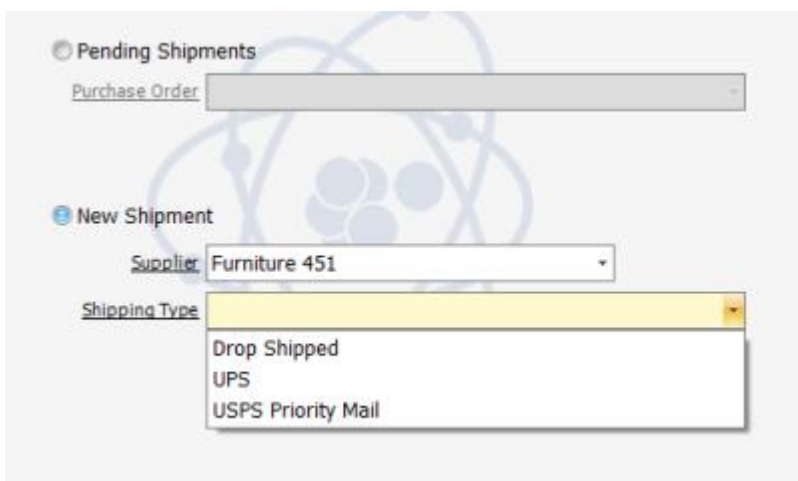 Pending Shipments
Purchase Order
New Shipment
Supplier Furniture 451
Shipping Type
Drop Shipped
UPS
USPS Priority Mail